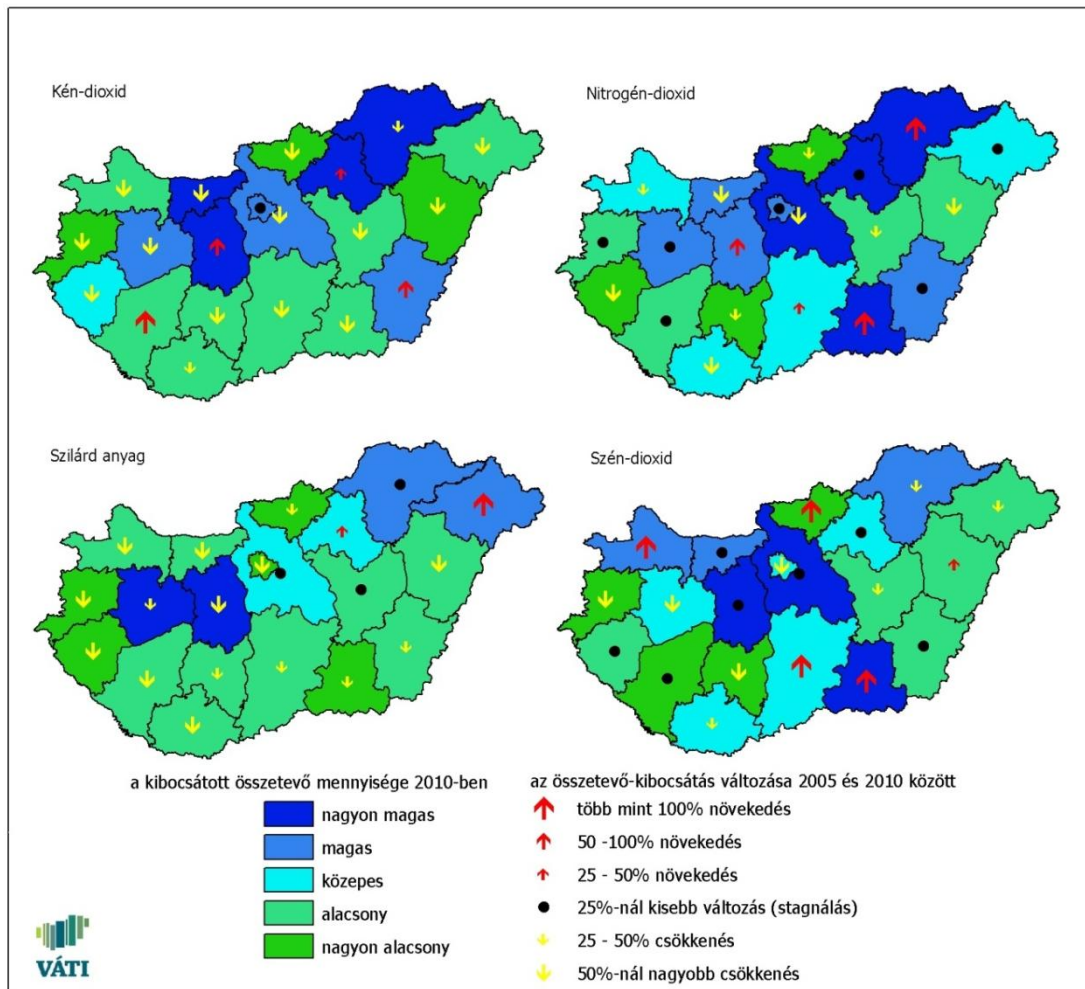 Kén-dioxid
Nitrogén-dioxid
Szilárd anyag
Szén-dioxid
a kibocsátott összetevő mennyisége 2010-ben
nagyon magas
magas
közepes
alacsony
nagyon alacsony
az összetevő-kibocsátás változása 2005 és 2010 között
több mint 100% növekedés
50 -100% növekedés
25 - 50% növekedés
25%-nál kisebb változás (stagnálás)
25 - 50% csökkenés
50%-nál nagyobb csökkenés
VÁTI